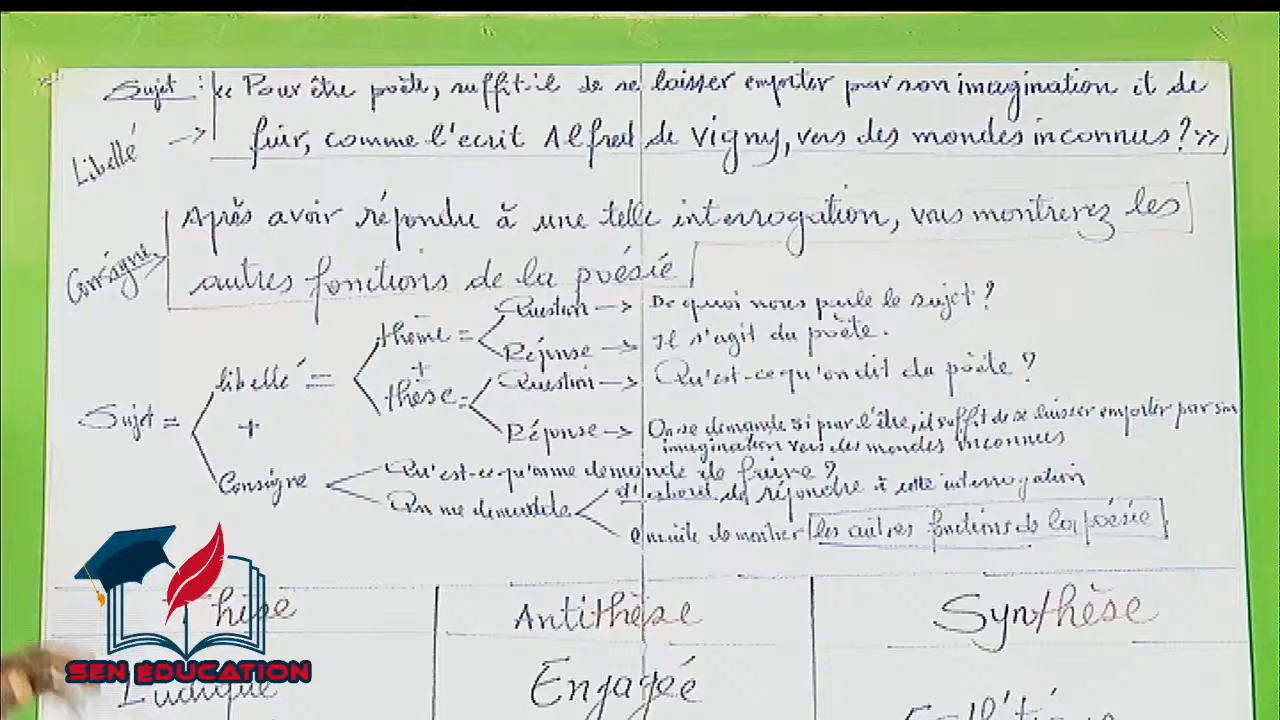 Sujet : « Pour être poète, suffit-il de se laisser emporter par son imagination et de
Libellé → fuir, comme l'ecrit Alfred de Vigny, vers des mondes inconnus ? »
Après avoir répondu à une telle interrogation, vous montrerez les
Consigne → autres fonctions de la poésie
Question → De quoi nous parle le sujet ?
thème =
Réponse → Il s'agit du poète.
libellé =
+
Question → Qu'est-ce qu'on dit du poète ?
thèse =
Sujet =
+
Réponse → On se demande si pour l'être, il suffit de se laisser emporter par son
imagination vers des mondes inconnus
Consigne
Qu'est-ce qu'on me demande de faire ?
On me demande
d'abord de répondre à cette interrogation
ensuite de montrer les autres fonctions de la poésie
Thèse
Antithèse
Synthèse
SEN ÉDUCATION
Ludique
Engagée